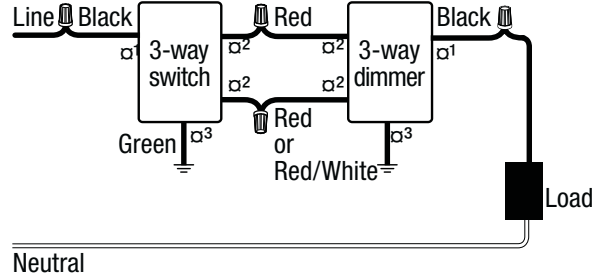 Line Black Red Black
¤1 3-way switch ¤2 ¤2 3-way dimmer ¤1
¤2 ¤2
Green ¤3 Red or Red/White ¤3
Load
Neutral